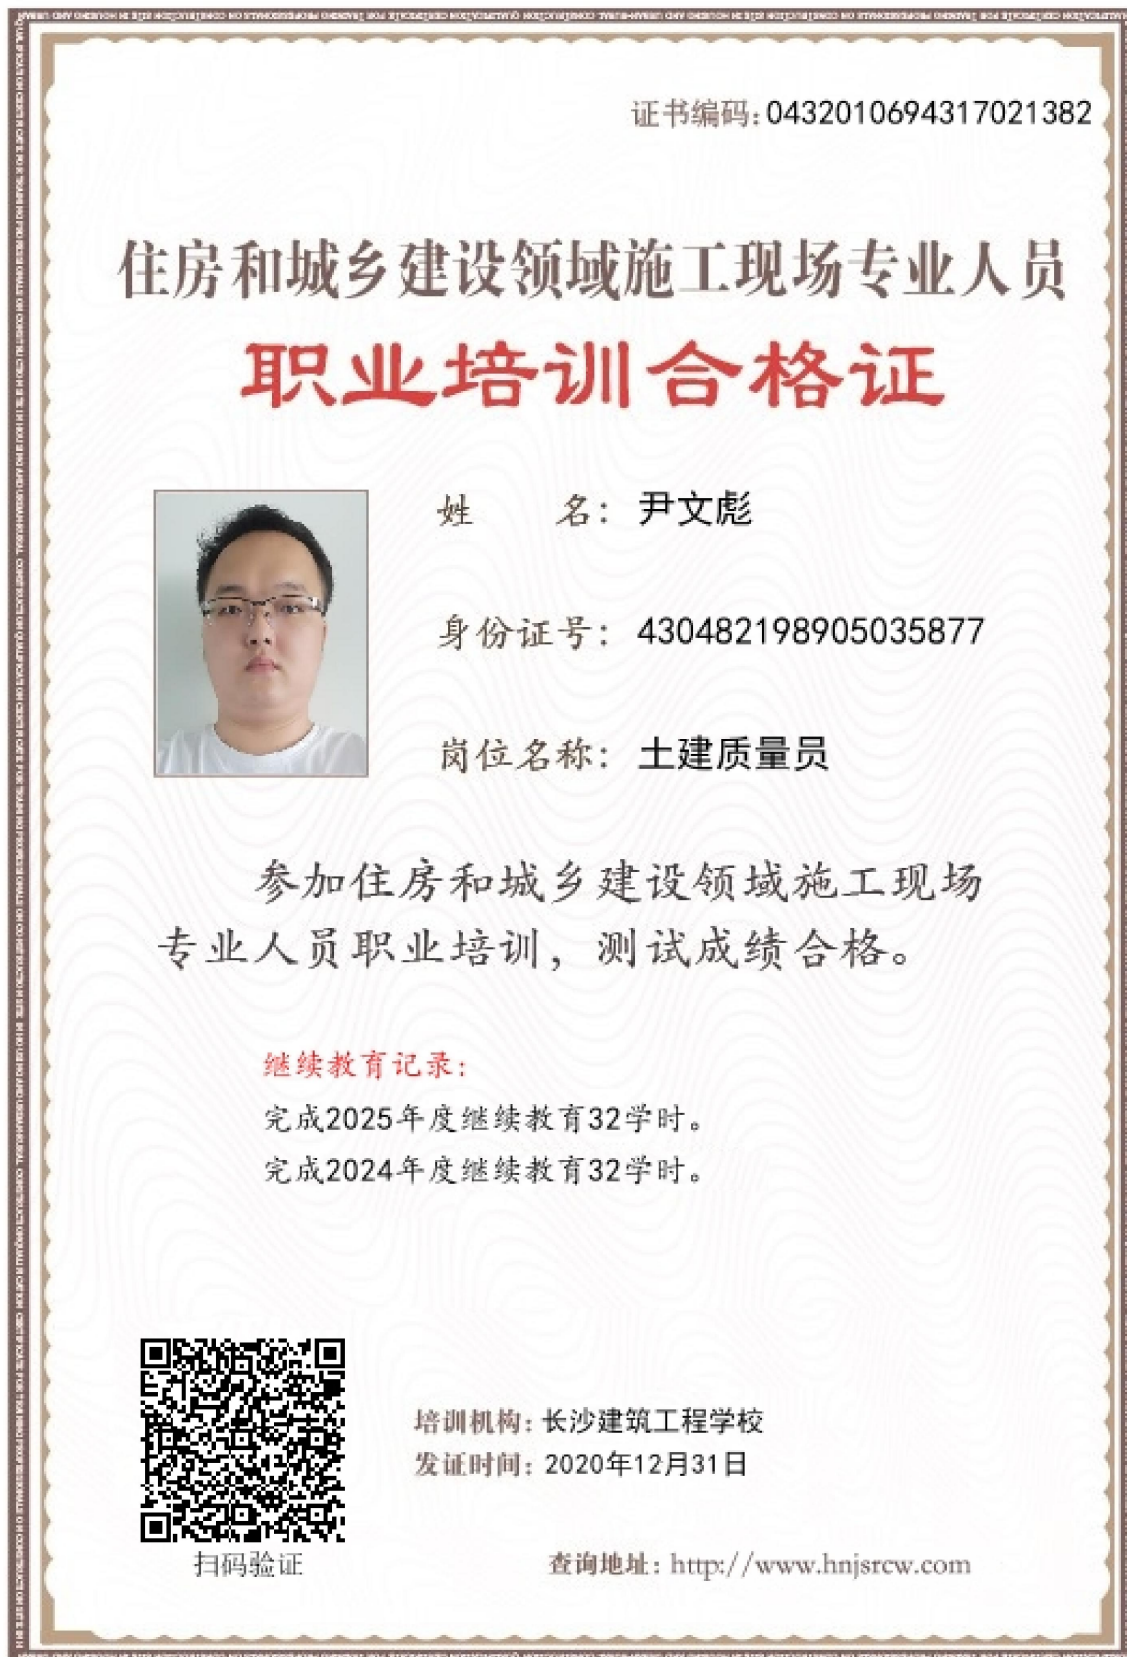 证书编码:0432010694317021382
住房和城乡建设领域施工现场专业人员
职业培训合格证
姓 名: 尹文彪
身份证号: 430482198905035877
岗位名称: 土建质量员
参加住房和城乡建设领域施工现场
专业人员职业培训，测试成绩合格。
继续教育记录:
完成2025年度继续教育32学时。
完成2024年度继续教育32学时。
培训机构: 长沙建筑工程学校
发证时间: 2020年12月31日
扫码验证
查询地址: http://www.hnjsrcw.com